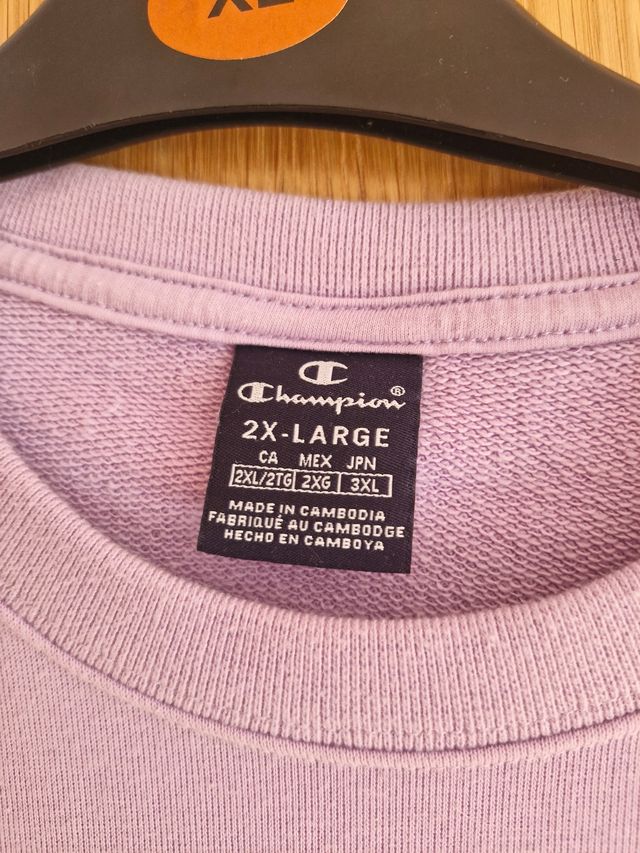 XL
Champion®
2X-LARGE
CA MEX JPN
2XL/2TG 2XG 3XL
MADE IN CAMBODIA
FABRIQUÉ AU CAMBODGE
HECHO EN CAMBOYA